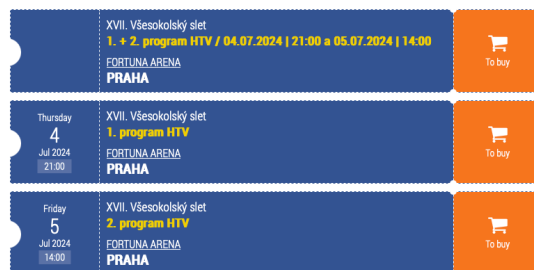 XVII. Všesokolský slet
1. + 2. program HTV / 04.07.2024 | 21:00 a 05.07.2024 | 14:00
FORTUNA ARENA
PRAHA
To buy
Thursday
4
Jul 2024
21:00
XVII. Všesokolský slet
1. program HTV
FORTUNA ARENA
PRAHA
To buy
Friday
5
Jul 2024
14:00
XVII. Všesokolský slet
2. program HTV
FORTUNA ARENA
PRAHA
To buy